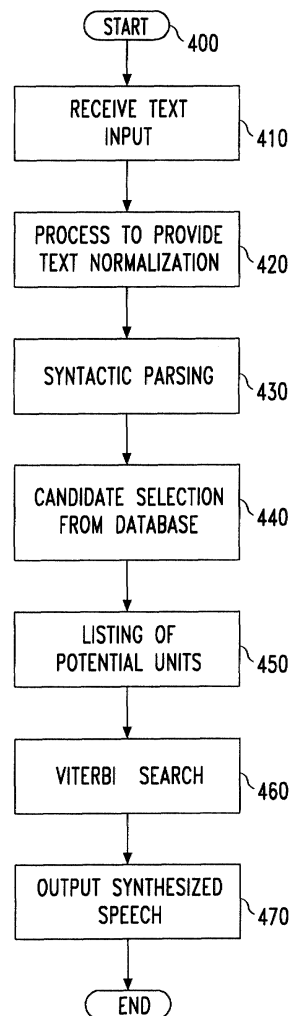 START
400
RECEIVE TEXT
INPUT
410
PROCESS TO PROVIDE
TEXT NORMALIZATION
420
SYNTACTIC PARSING
430
CANDIDATE SELECTION
FROM DATABASE
440
LISTING OF
POTENTIAL UNITS
450
VITERBI SEARCH
460
OUTPUT SYNTHESIZED
SPEECH
470
END